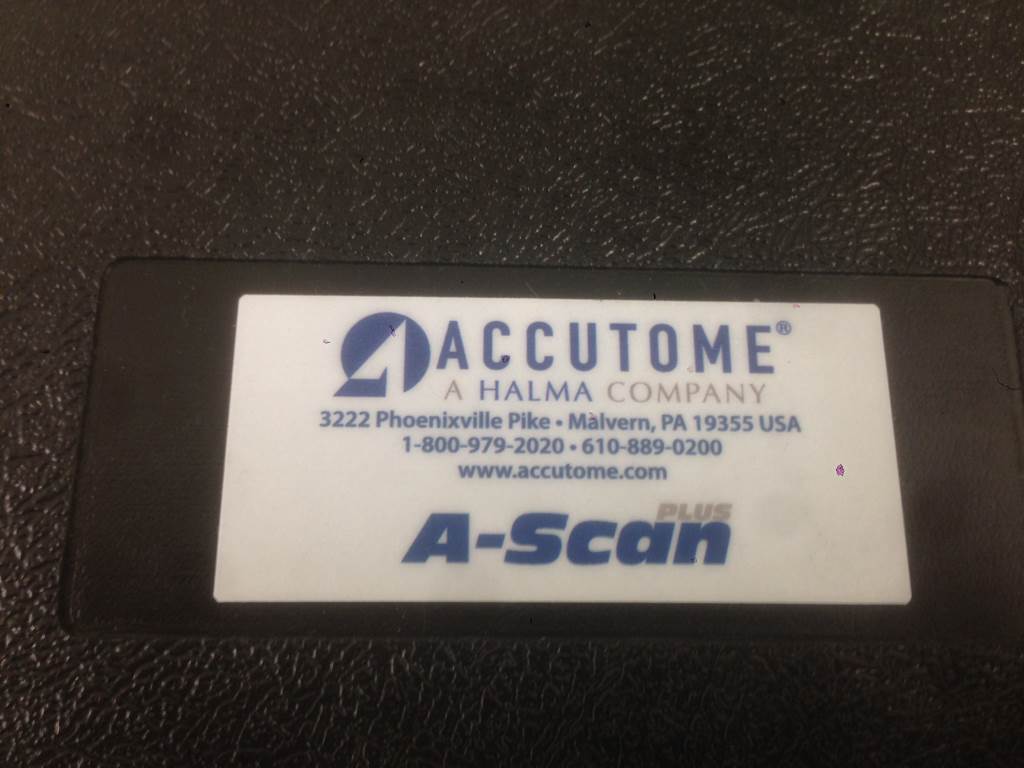 ACCUTOME®
A HALMA COMPANY
3222 Phoenixville Pike • Malvern, PA 19355 USA
1-800-979-2020 • 610-889-0200
www.accutome.com
A-Scan PLUS